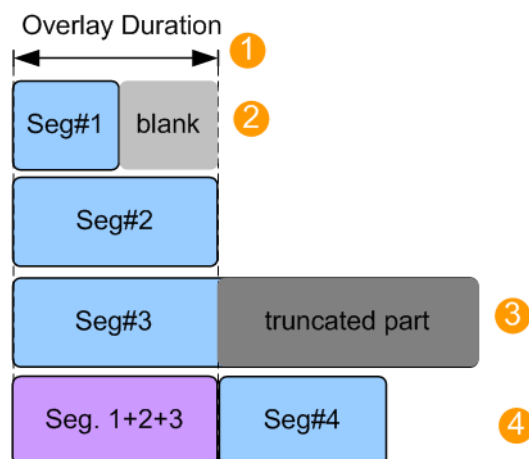 Overlay Duration
1
Seg#1 blank 2
Seg#2
Seg#3 truncated part 3
Seg. 1+2+3 Seg#4 4